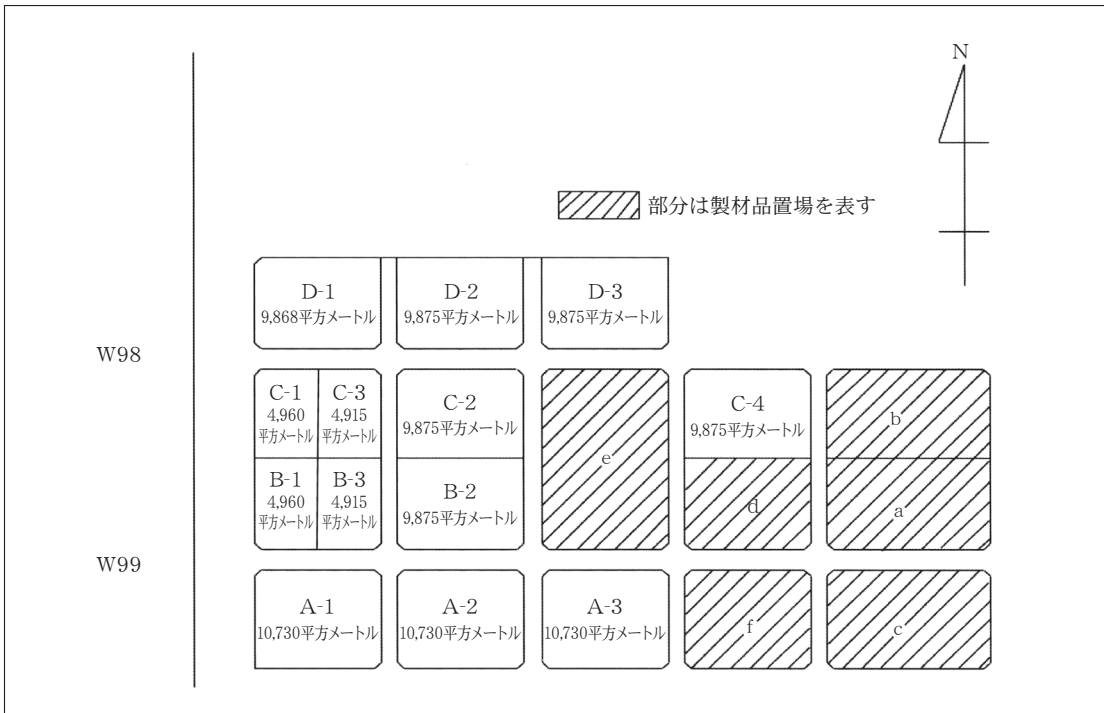 N
部分は製材品置場を表す
D-1
9,868平方メートル
D-2
9,875平方メートル
D-3
9,875平方メートル
W98
C-1
4,960
平方メートル
C-3
4,915
平方メートル
C-2
9,875平方メートル
e
C-4
9,875平方メートル
b
B-1
4,960
平方メートル
B-3
4,915
平方メートル
B-2
9,875平方メートル
d
a
W99
A-1
10,730平方メートル
A-2
10,730平方メートル
A-3
10,730平方メートル
f
c